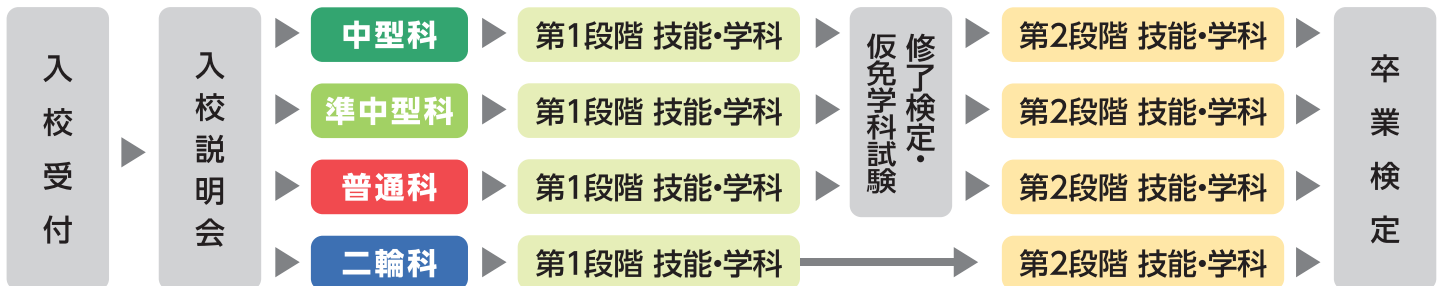 入校受付
入校説明会
中型科
第1段階 技能・学科
準中型科
第1段階 技能・学科
普通科
第1段階 技能・学科
二輪科
第1段階 技能・学科
修了検定・
仮免学科試験
第2段階 技能・学科
第2段階 技能・学科
第2段階 技能・学科
第2段階 技能・学科
卒業検定